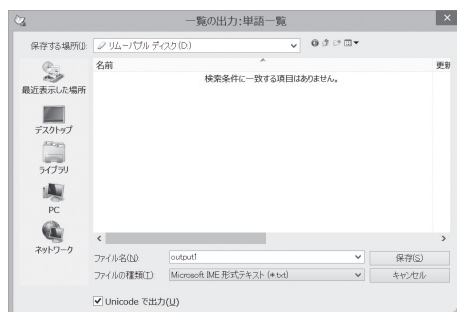 一覧の出力:単語一覧
保存する場所(I):
リムーバブル ディスク (D:)
名前
更新
検索条件に一致する項目はありません。
最近表示した場所
デスクトップ
ライブラリ
PC
ネットワーク
ファイル名(N):
output1
保存(S)
ファイルの種類(T):
Microsoft IME 形式テキスト (*.txt)
キャンセル
Unicode で出力(U)